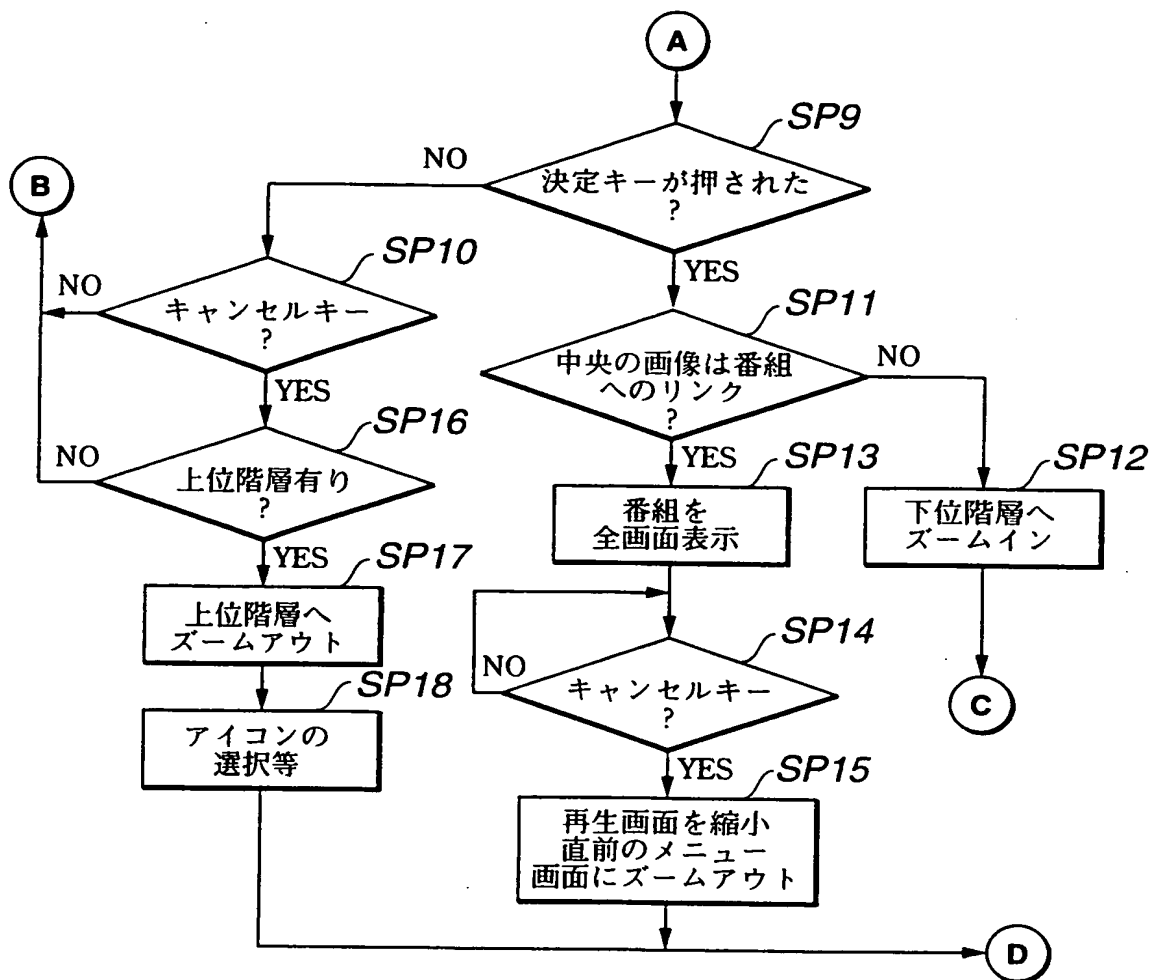 A
SP9
NO
決定キーが押された
?
B
YES
SP10
NO
キャンセルキー
?
SP11
中央の画像は番組
へのリンク
?
NO
YES
SP16
NO
上位階層有り
?
YES
SP13
番組を
全画面表示
SP12
下位階層へ
ズームイン
YES
SP17
上位階層へ
ズームアウト
SP14
NO
キャンセルキー
?
C
SP18
アイコンの
選択等
YES
SP15
再生画面を縮小
直前のメニュー
画面にズームアウト
D